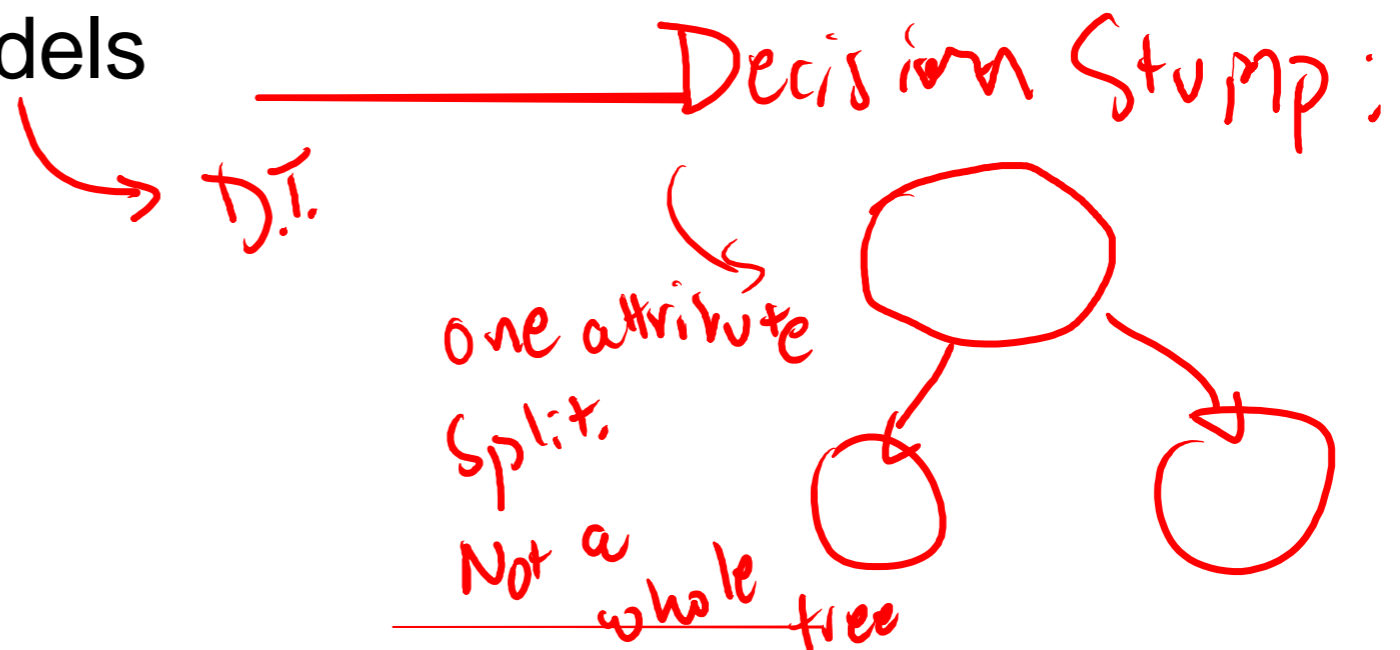 dels
Decision Stump:
D.T.
one attribute
Split.
Not a
whole
tree